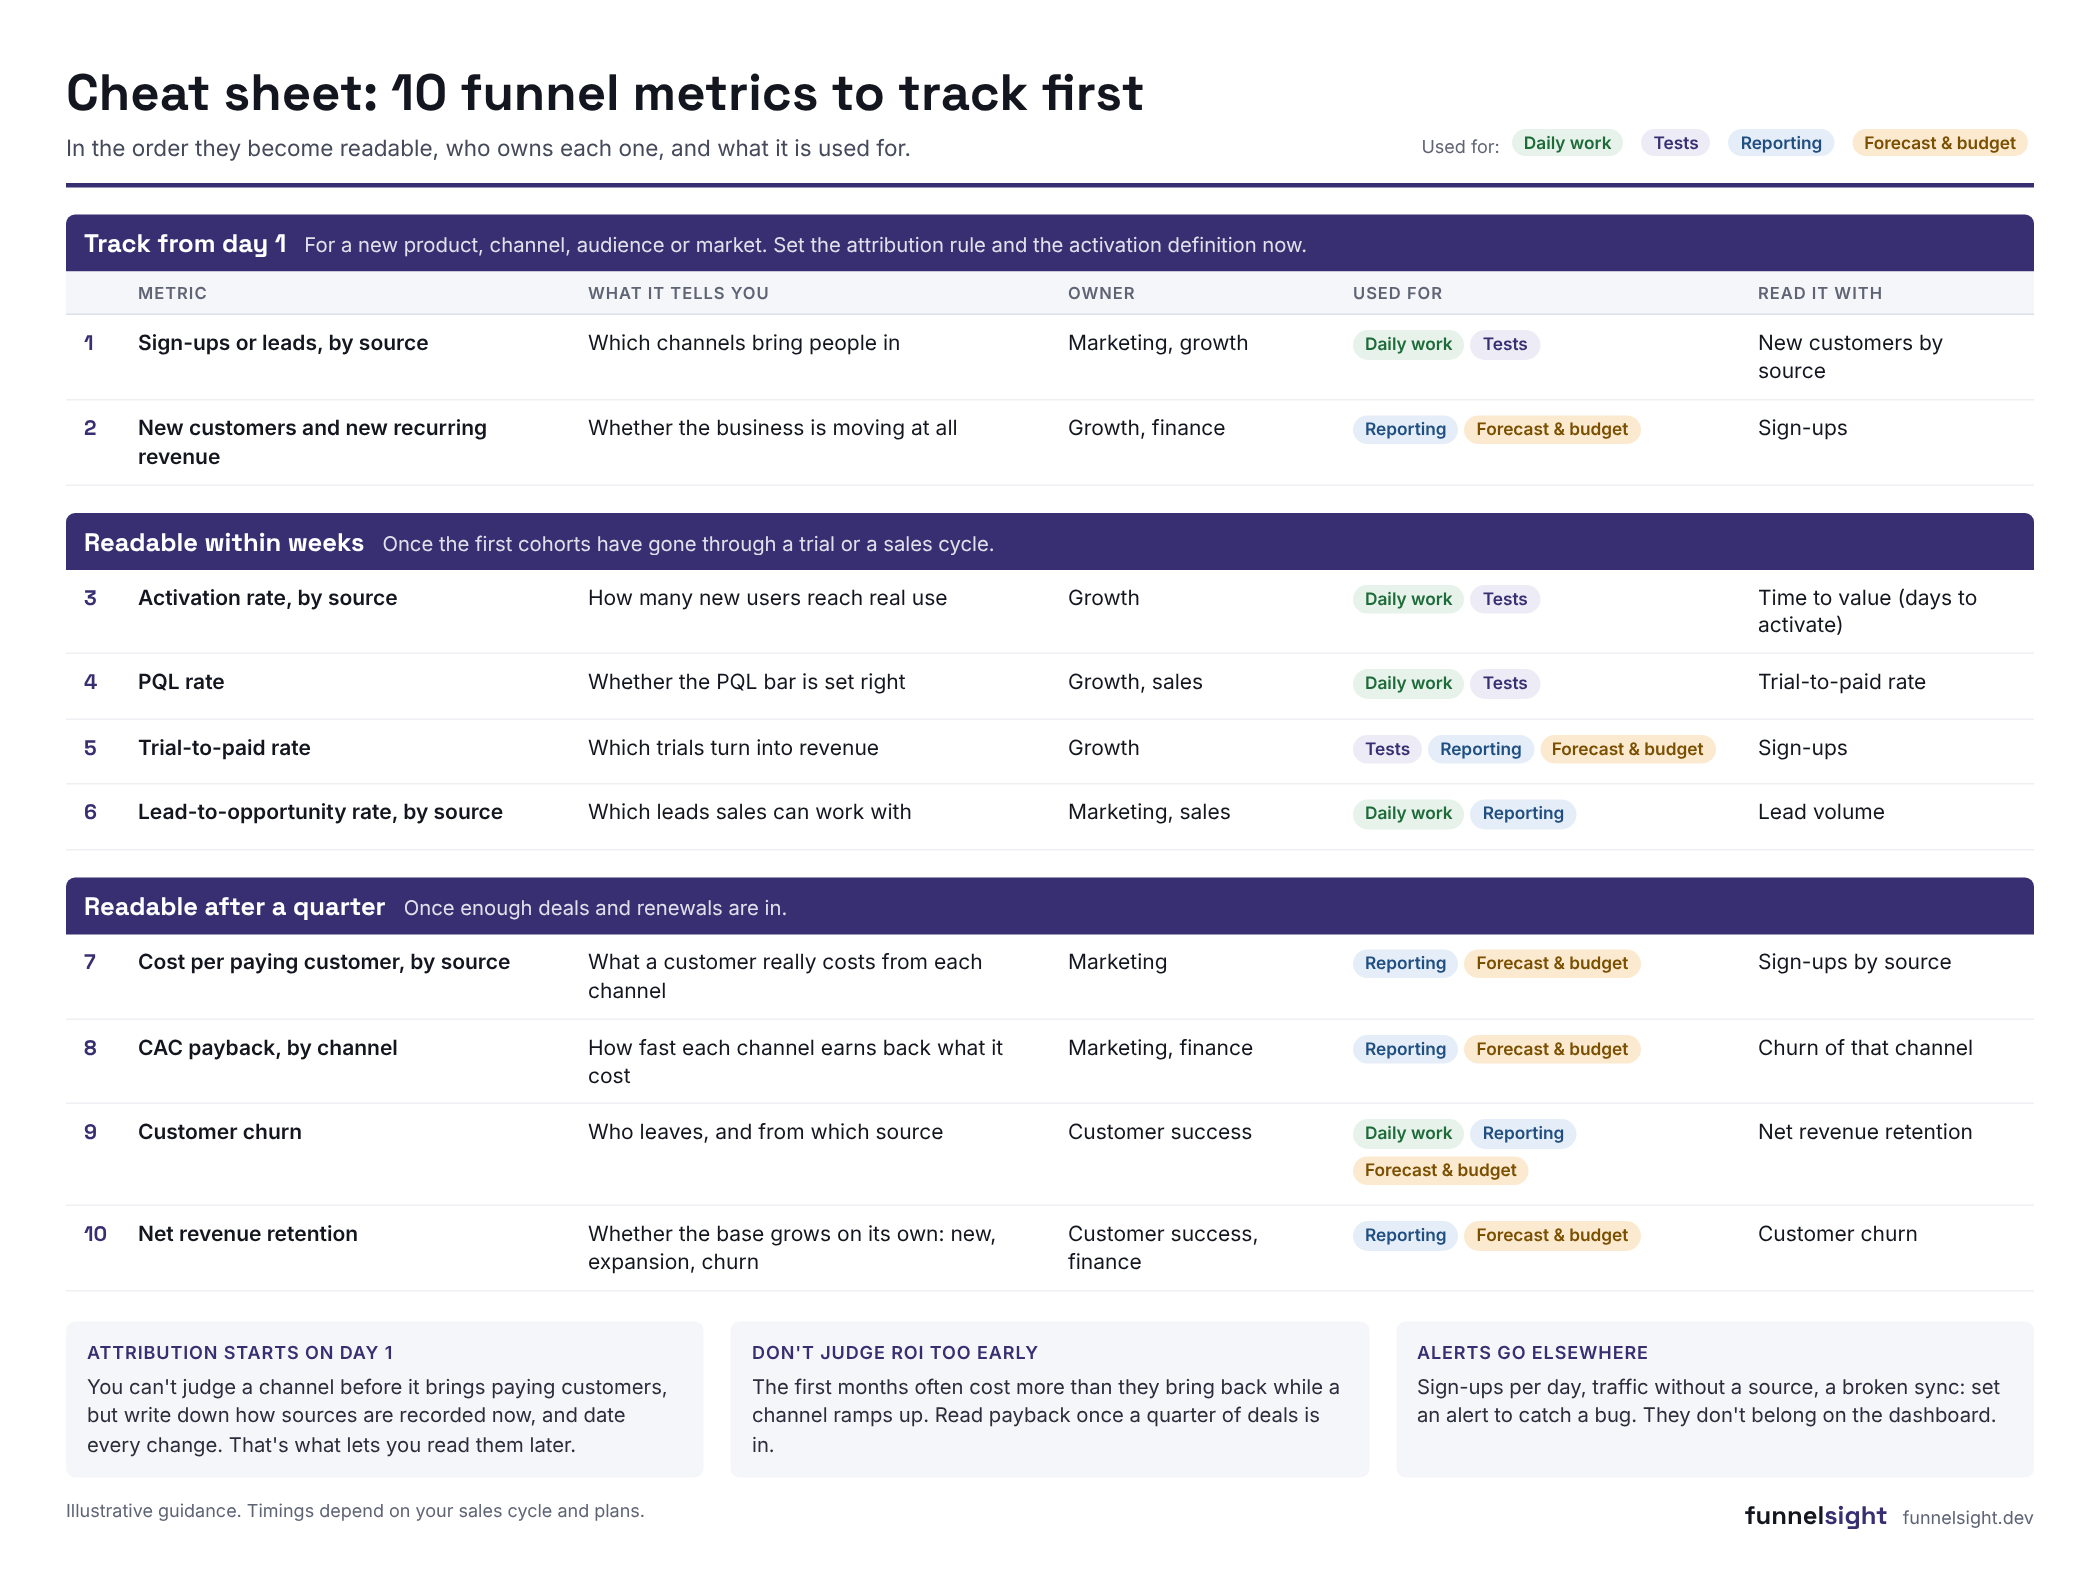 Cheat sheet: 10 funnel metrics to track first
In the order they become readable, who owns each one, and what it is used for.
Used for: Daily work Tests Reporting Forecast & budget
Track from day 1 For a new product, channel, audience or market. Set the attribution rule and the activation definition now.
METRIC WHAT IT TELLS YOU OWNER USED FOR READ IT WITH
1 Sign-ups or leads, by source Which channels bring people in Marketing, growth Daily work Tests New customers by
source
2 New customers and new recurring Whether the business is moving at all Growth, finance Reporting Forecast & budget Sign-ups
revenue
Readable within weeks Once the first cohorts have gone through a trial or a sales cycle.
3 Activation rate, by source How many new users reach real use Growth Daily work Tests Time to value (days to
activate)
4 PQL rate Whether the PQL bar is set right Growth, sales Daily work Tests Trial-to-paid rate
5 Trial-to-paid rate Which trials turn into revenue Growth Tests Reporting Forecast & budget Sign-ups
6 Lead-to-opportunity rate, by source Which leads sales can work with Marketing, sales Daily work Reporting Lead volume
Readable after a quarter Once enough deals and renewals are in.
7 Cost per paying customer, by source What a customer really costs from each Marketing Reporting Forecast & budget Sign-ups by source
channel
8 CAC payback, by channel How fast each channel earns back what it Marketing, finance Reporting Forecast & budget Churn of that channel
cost
9 Customer churn Who leaves, and from which source Customer success Daily work Reporting Net revenue retention
Forecast & budget
10 Net revenue retention Whether the base grows on its own: new, Customer success, Reporting Forecast & budget Customer churn
expansion, churn finance
ATTRIBUTION STARTS ON DAY 1
You can't judge a channel before it brings paying customers,
but write down how sources are recorded now, and date
every change. That's what lets you read them later.
DON'T JUDGE ROI TOO EARLY
The first months often cost more than they bring back while a
channel ramps up. Read payback once a quarter of deals is
in.
ALERTS GO ELSEWHERE
Sign-ups per day, traffic without a source, a broken sync: set
an alert to catch a bug. They don't belong on the dashboard.
Illustrative guidance. Timings depend on your sales cycle and plans.
funnelsight funnelsight.dev